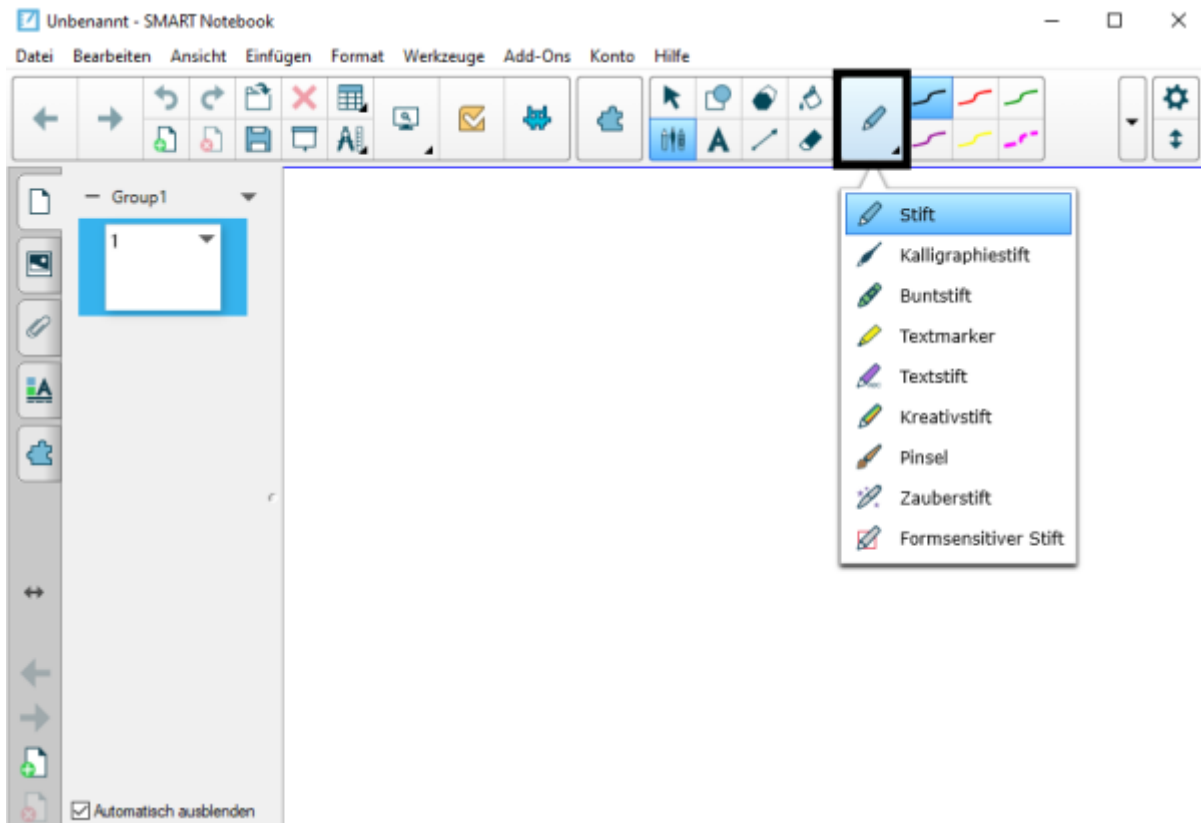 Unbenannt - SMART Notebook
Datei Bearbeiten Ansicht Einfügen Format Werkzeuge Add-Ons Konto Hilfe
Group1
1
Stift
Kalligraphiestift
Buntstift
Textmarker
Textstift
Kreativstift
Pinsel
Zauberstift
Formsensitiver Stift
Automatisch ausblenden